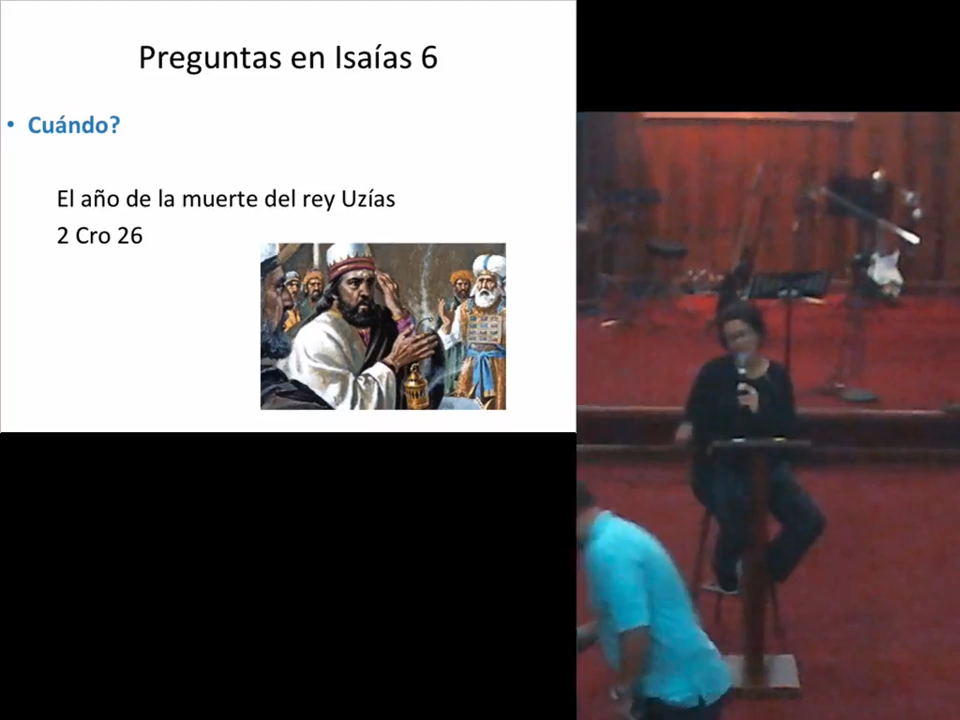 Preguntas en Isaías 6
• Cuándo?
El año de la muerte del rey Uzías
2 Cro 26